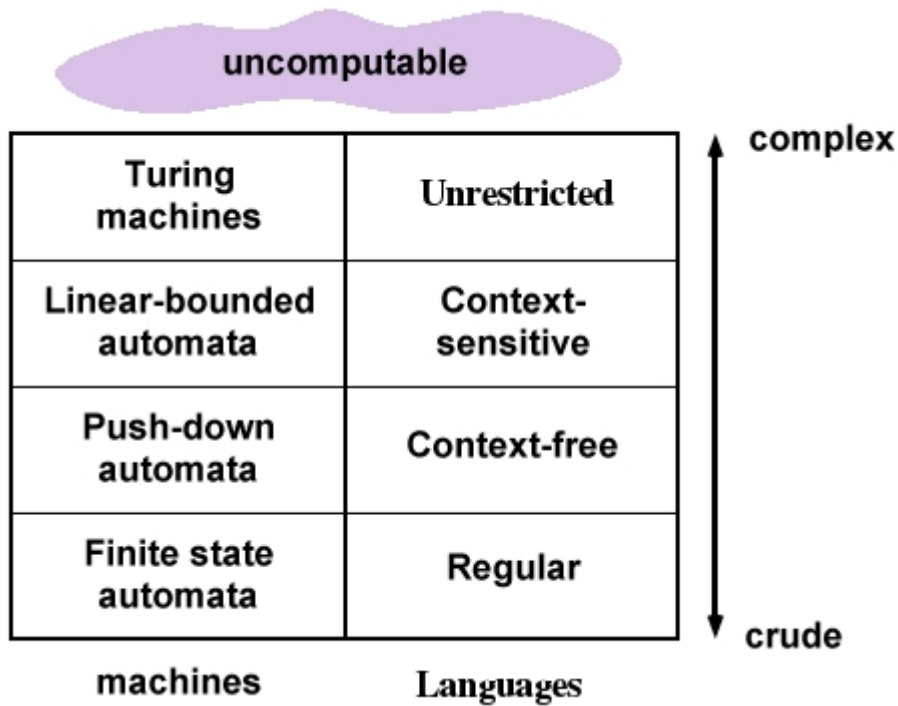 uncomputable
complex
Turing
machines
Unrestricted
Linear-bounded
automata
Context-
sensitive
Push-down
automata
Context-free
Finite state
automata
Regular
crude
machines
Languages